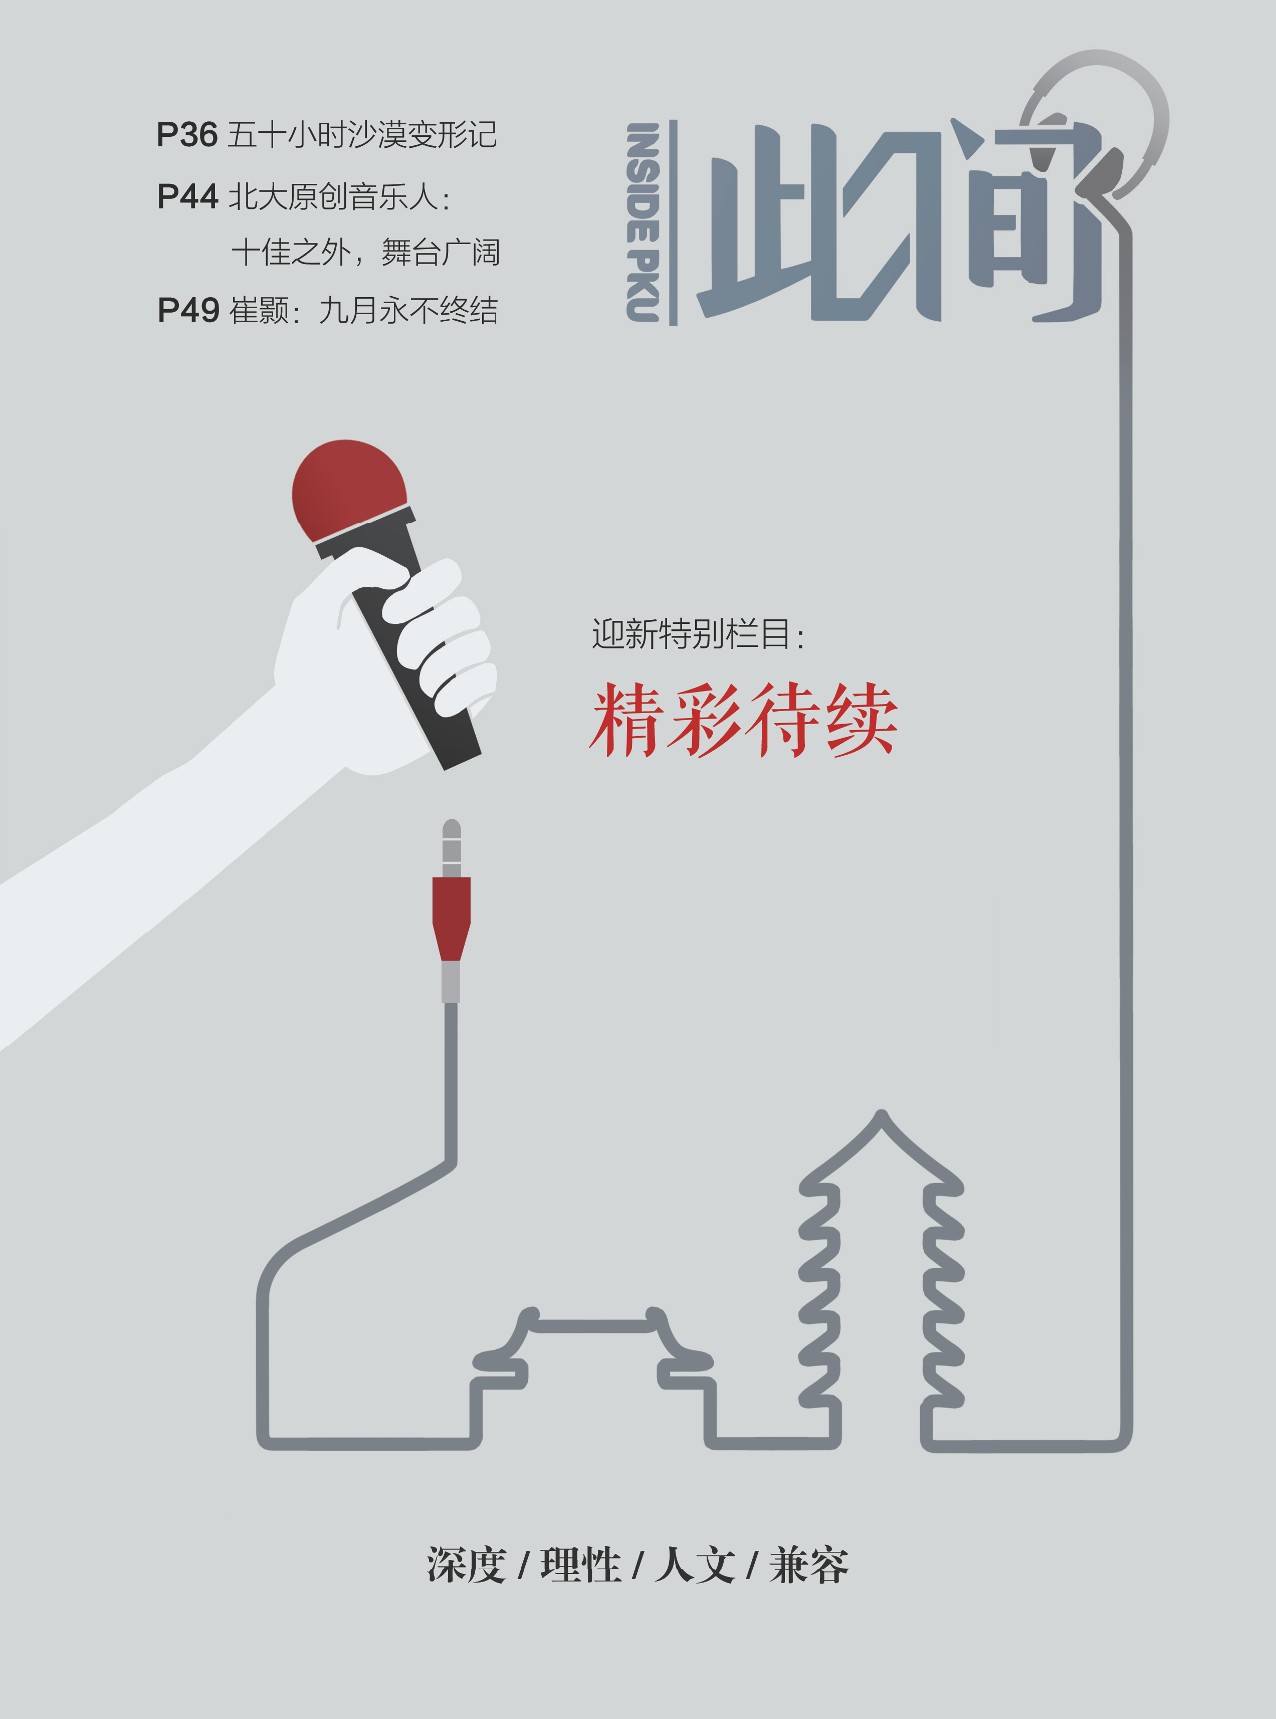 P36 五十小时沙漠变形记
P44 北大原创音乐人：
十佳之外，舞台广阔
P49 崔颢：九月永不终结
INSIDE PKU
此间
迎新特别栏目：
精彩待续
深度 / 理性 / 人文 / 兼容